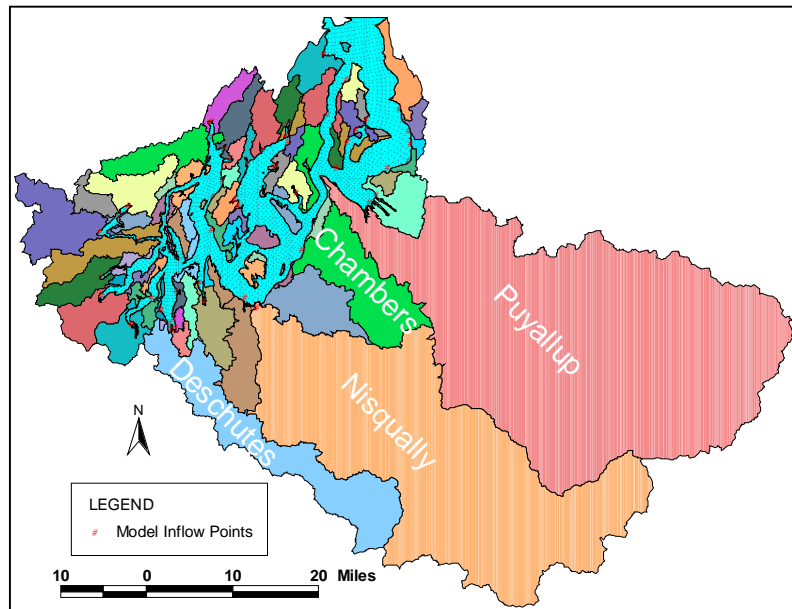 Chambers
Puyallup
Nisqually
Deschutes
N
LEGEND
# Model Inflow Points
10 0 10 20 Miles